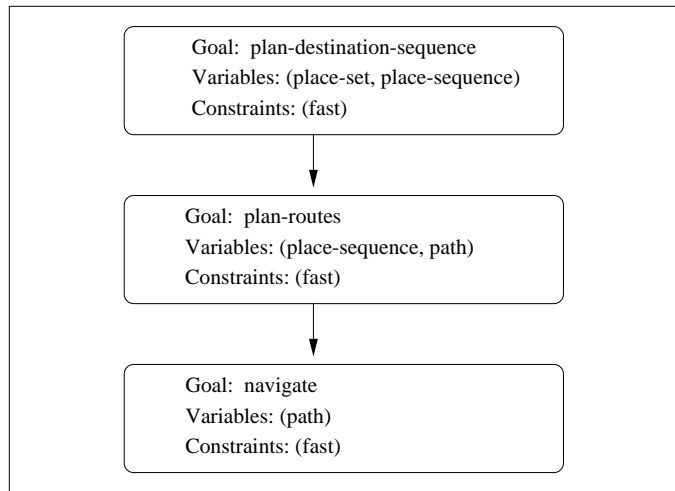 Goal: plan-destination-sequence
Variables: (place-set, place-sequence)
Constraints: (fast)
Goal: plan-routes
Variables: (place-sequence, path)
Constraints: (fast)
Goal: navigate
Variables: (path)
Constraints: (fast)